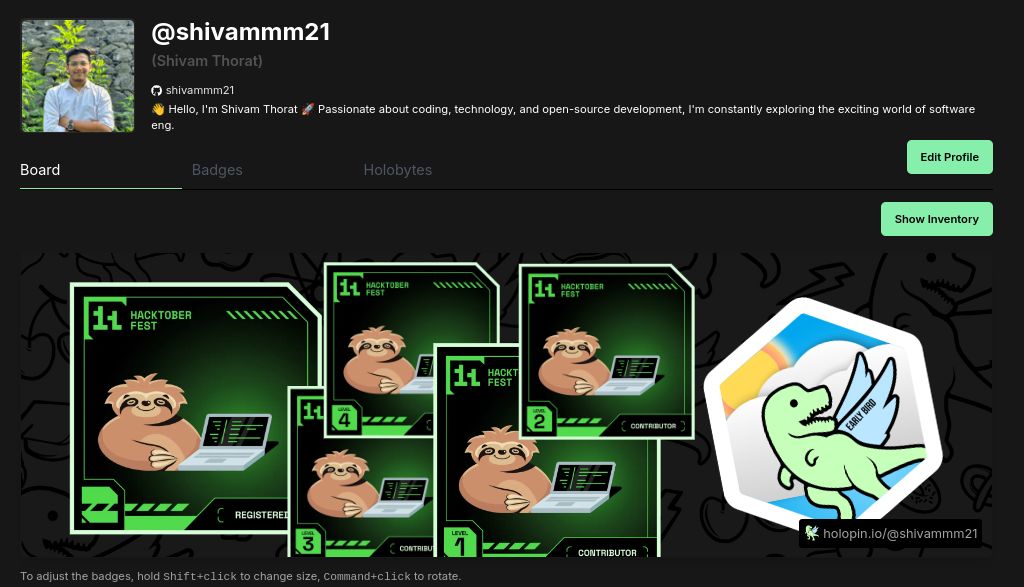 @shivammm21
(Shivam Thorat)
shivammm21
👋 Hello, I'm Shivam Thorat 🚀 Passionate about coding, technology, and open-source development, I'm constantly exploring the exciting world of software
eng.
Edit Profile
Board Badges Holobytes
Show Inventory
HACKTOBER
FEST
REGISTERED
HACKTOBER
FEST
LEVEL
4
LEVEL
3
CONTRIBU
HACKT
FEST
LEVEL
1
CONTRIBUTOR
HACKTOBER
FEST
LEVEL
2
CONTRIBUTOR
EARLY BIRD
holopin.io/@shivammm21
To adjust the badges, hold Shift+click to change size, Command+click to rotate.